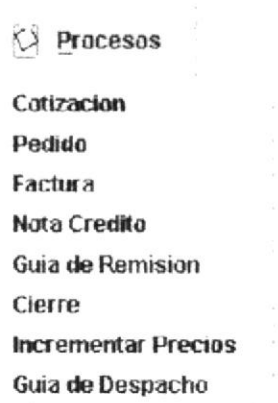 Procesos
Cotizacion
Pedido
Factura
Nota Credito
Guia de Remision
Cierre
Incrementar Precios
Guia de Despacho